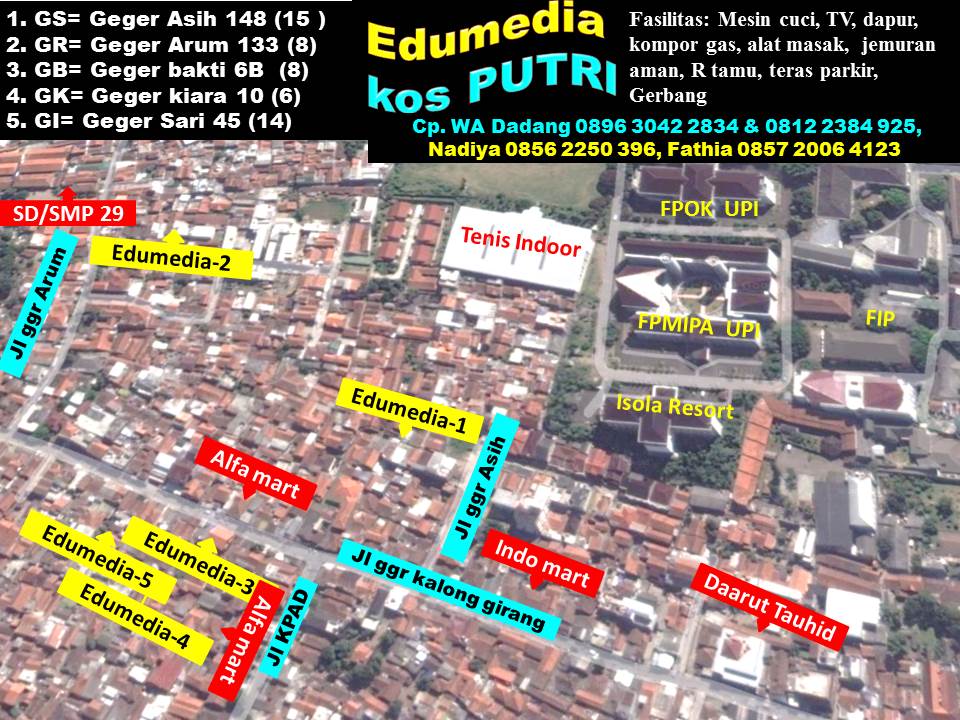 1. GS= Geger Asih 148 (15 )
2. GR= Geger Arum 133 (8)
3. GB= Geger bakti 6B  (8)
4. GK= Geger kiara 10 (6)
5. GI= Geger Sari 45 (14)
Edumedia
kos PUTRI
Fasilitas: Mesin cuci, TV, dapur,
kompor gas, alat masak,  jemuran
aman, R tamu, teras parkir,
Gerbang
Cp. WA Dadang 0896 3042 2834 & 0812 2384 925,
Nadiya 0856 2250 396, Fathia 0857 2006 4123
SD/SMP 29
FPOK  UPI
Tenis Indoor
Edumedia-2
Jl ggr Arum
FPMIPA  UPI
FIP
Edumedia-1
Isola Resort
Alfa mart
Jl ggr Asih
Edumedia-5
Edumedia-3
Edumedia-4
Alfa mart
Jl KPAD
Jl ggr kalong girang
Indo mart
Daarut Tauhid